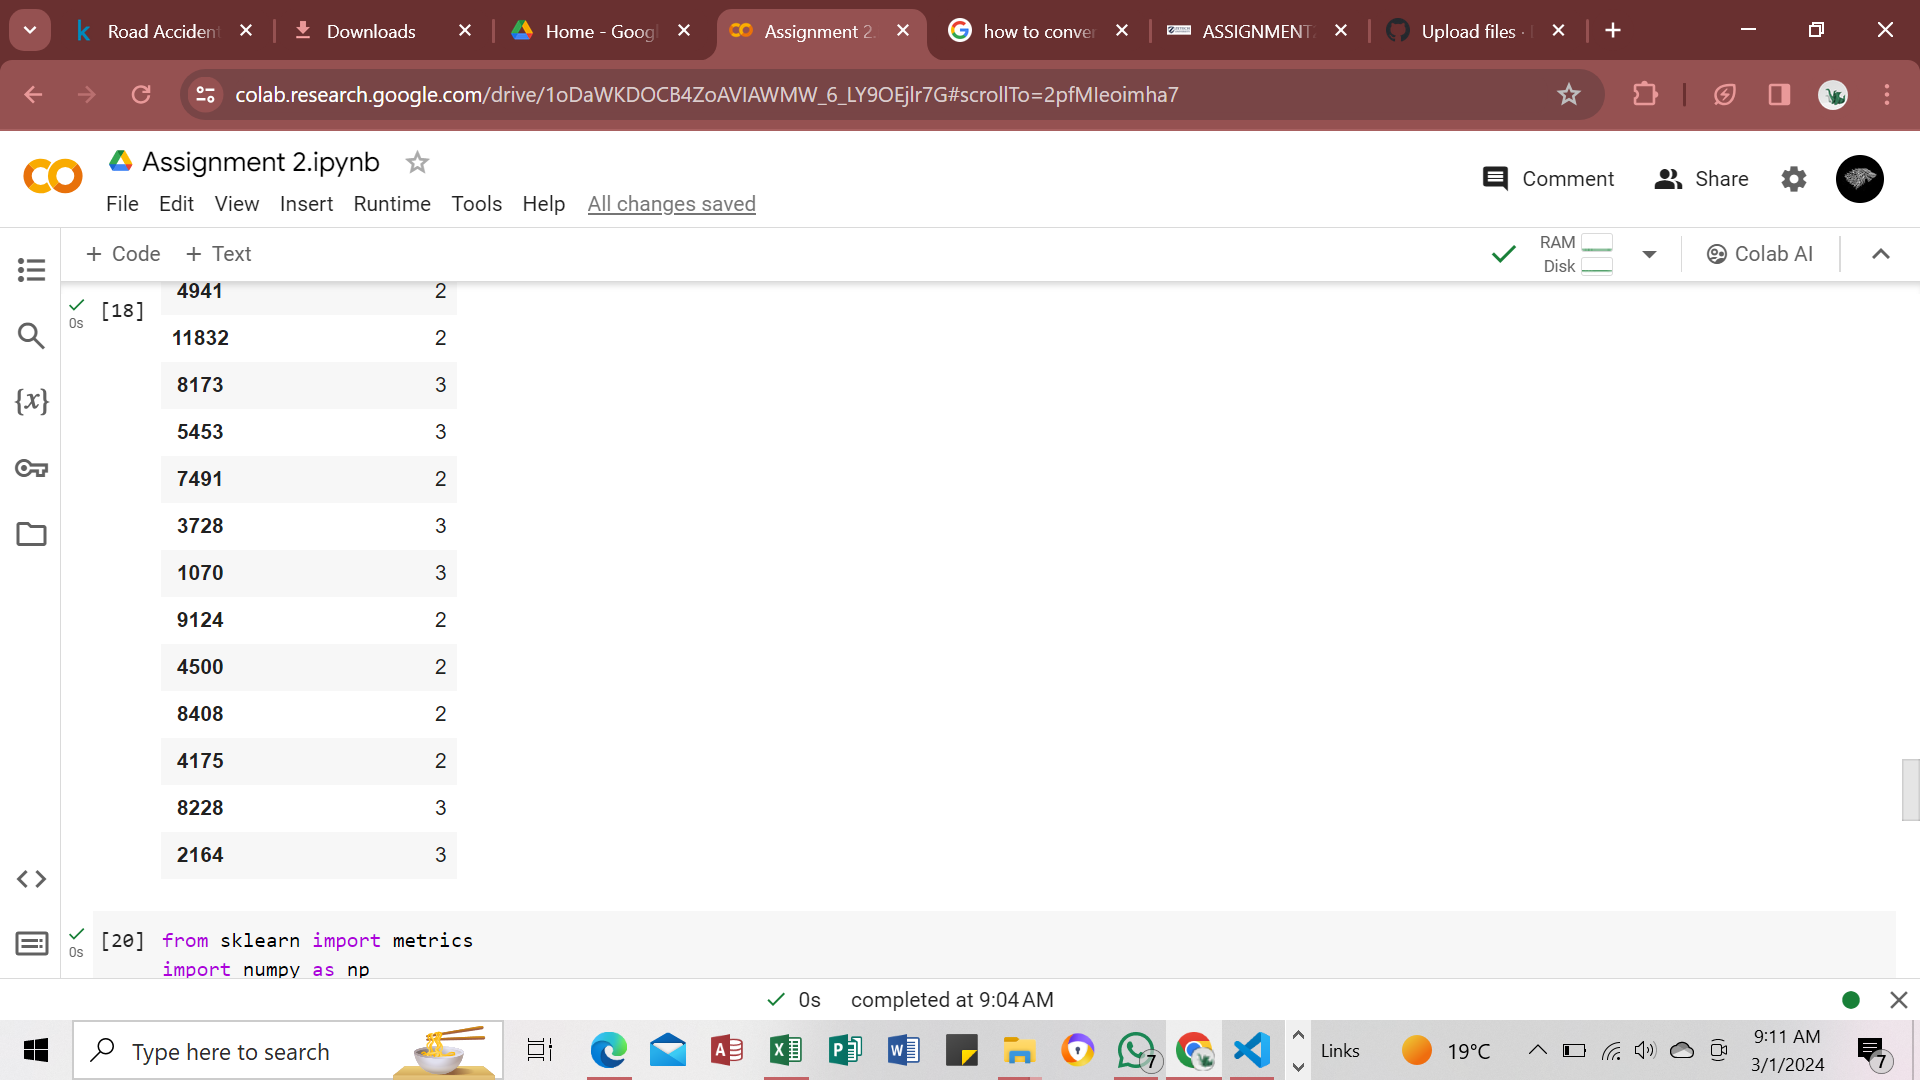 Road Acciden
Downloads
Home - Goog
Assignment 2.
how to conver
ASSIGNMENT
Upload files ·
colab.research.google.com/drive/1oDaWKDOCB4ZoAVIAWMW_6_LY9OEjlr7G#scrollTo=2pfMIeoimha7
Assignment 2.ipynb
Comment
Share
File Edit View Insert Runtime Tools Help All changes saved
+ Code + Text
RAM
Disk
Colab AI
[18]
0s
4941 2
11832 2
8173 3
5453 3
7491 2
3728 3
1070 3
9124 2
4500 2
8408 2
4175 2
8228 3
2164 3
{x}
[20] from sklearn import metrics
0s
import numpy as np
0s completed at 9:04 AM
Type here to search
7
Links
19°C
9:11 AM
3/1/2024
7